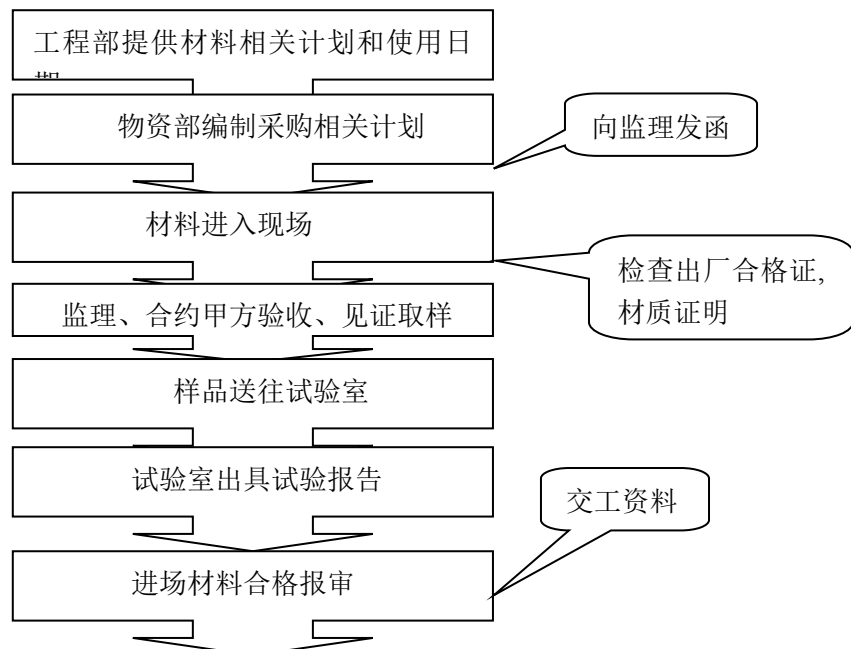 工程部提供材料相关计划和使用日
物资部编制采购相关计划
向监理发函
材料进入现场
检查出厂合格证,
材质证明
监理、合约甲方验收、见证取样
样品送往试验室
试验室出具试验报告
交工资料
进场材料合格报审